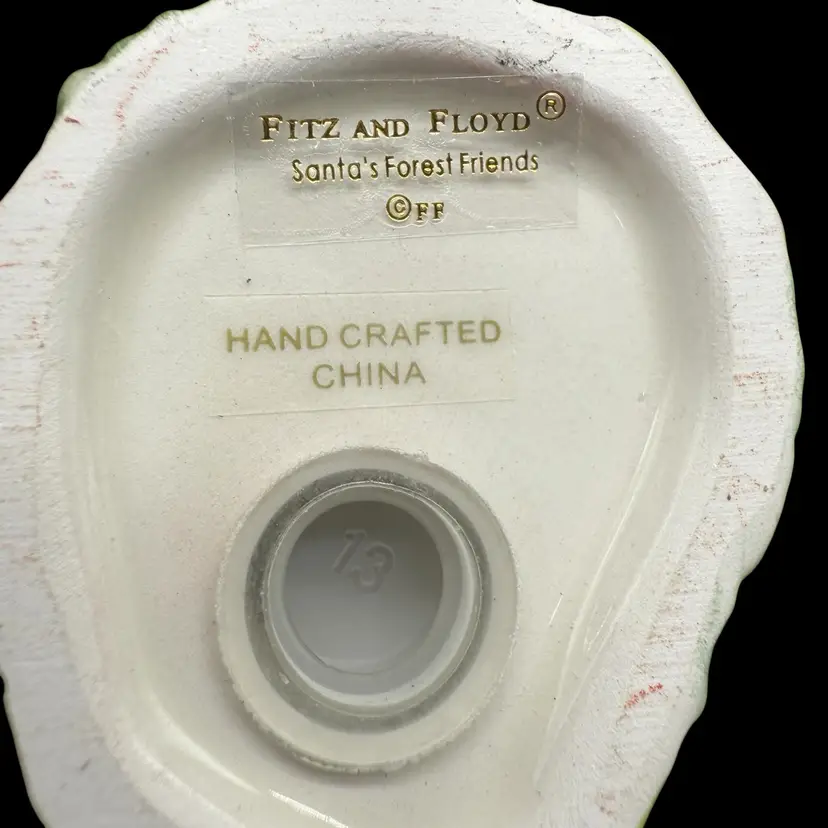 FITZ AND FLOYD®
Santa's Forest Friends
©FF
HAND CRAFTED
CHINA
13